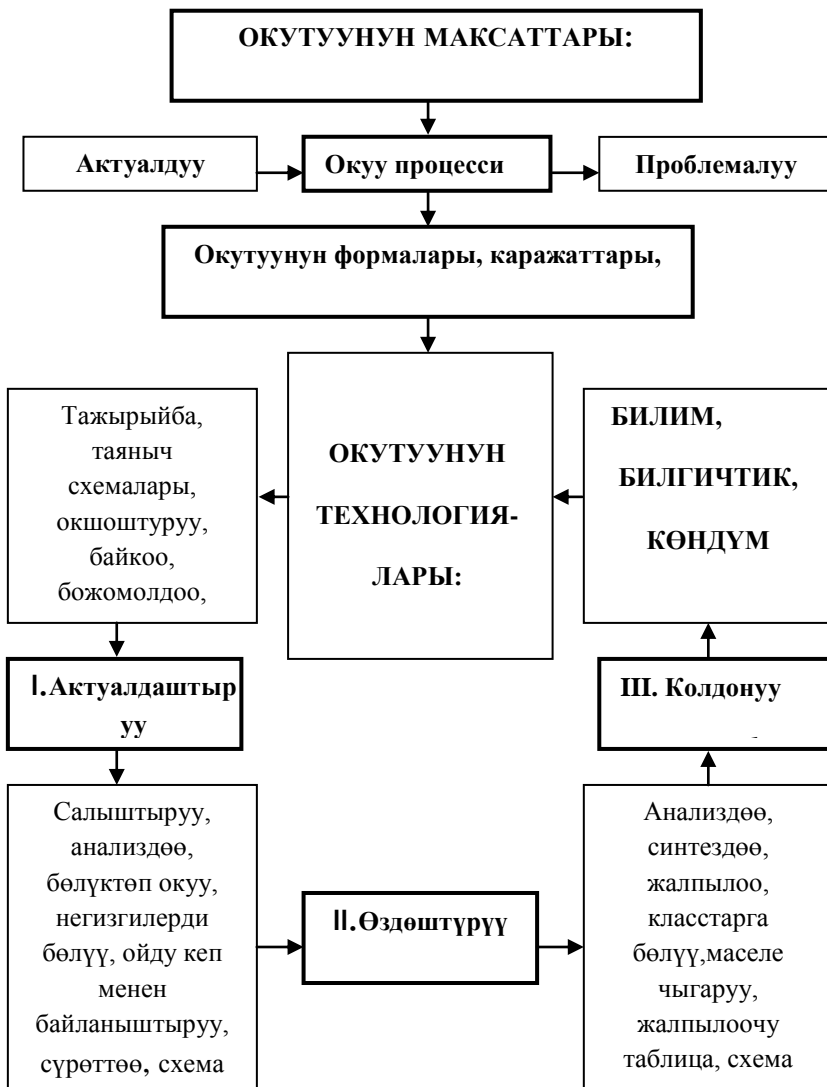 ОКУТУУНУН МАКСАТТАРЫ:
Актуалдуу
Окуу процесси
Проблемалуу
Окутуунун формалары, каражаттары,
Тажырыйба,
таяныч
схемалары,
окшоштуруу,
байкоо,
божомолдоо,
ОКУТУУНУН
ТЕХНОЛОГИЯ-
ЛАРЫ:
БИЛИМ,
БИЛГИЧТИК,
КӨНДҮМ
I.Актуалдаштыр
уу
III. Колдонуу
Салыштыруу,
анализдөө,
бөлүктөп окуу,
негизгилерди
бөлүү, ойду кеп
менен
байланыштыруу,
сүрөттөө, схема
II.Өздөштүрүү
Анализдөө,
синтездөө,
жалпылоо,
класстарга
бөлүү,маселе
чыгаруу,
жалпылоочу
таблица, схема